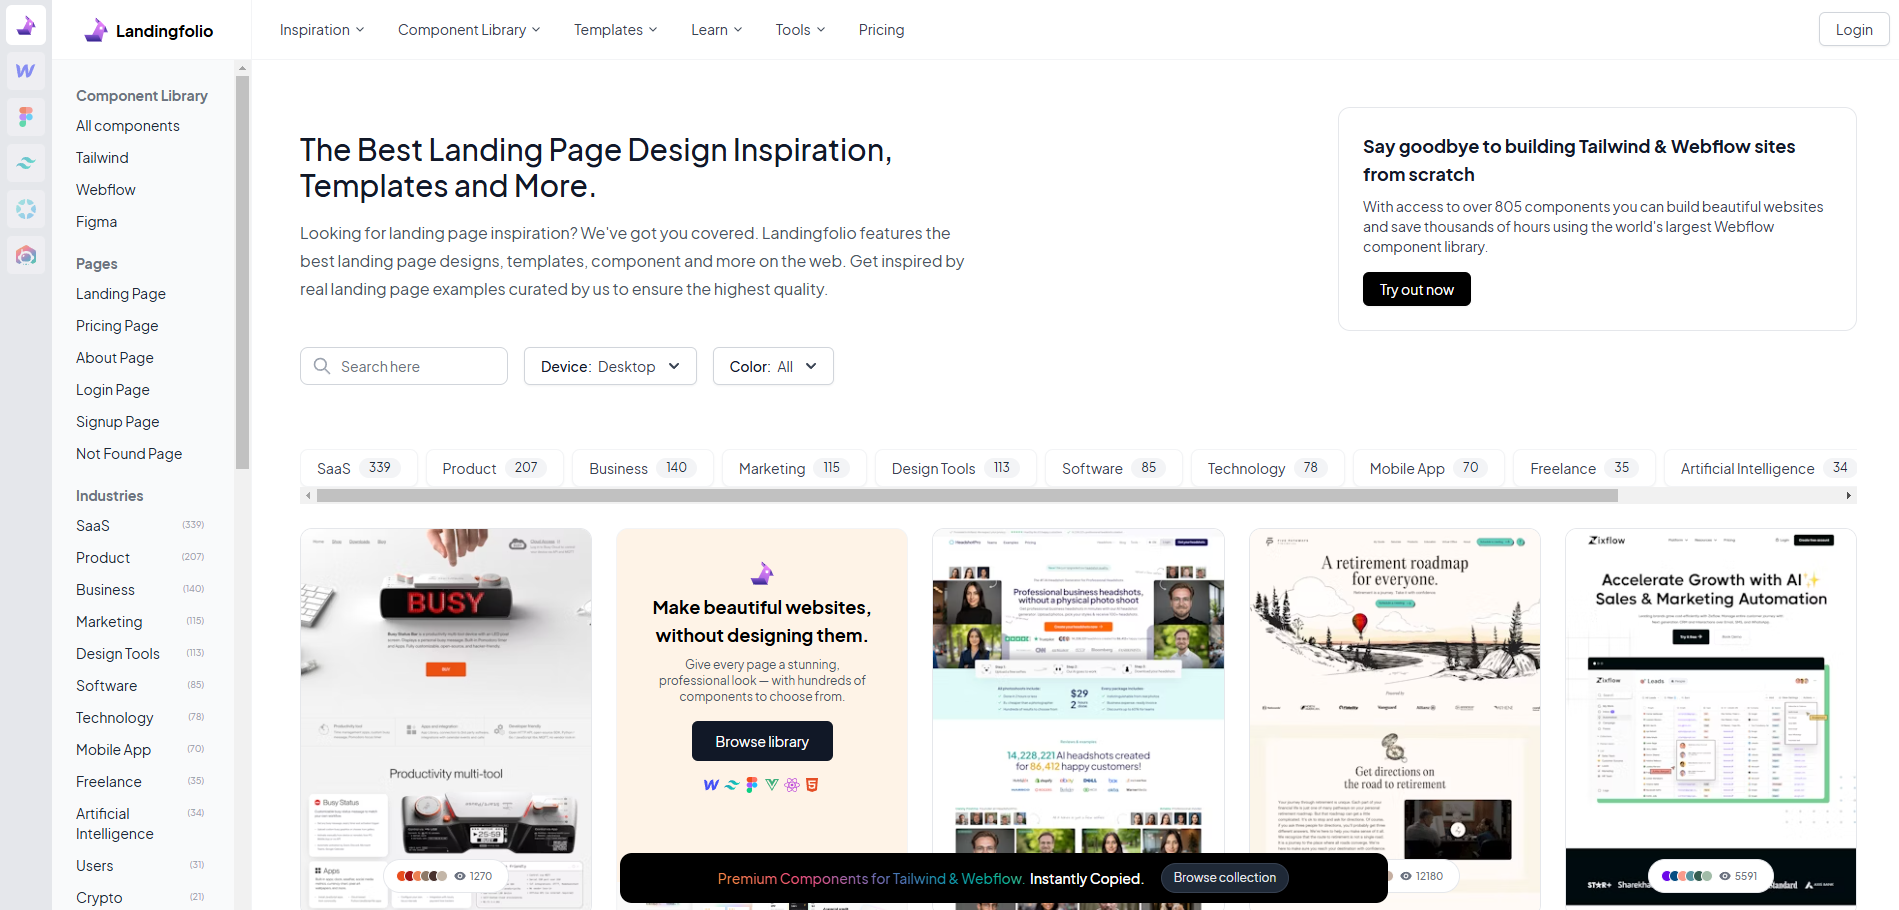 Landingfolio
Inspiration
Component Library
Templates
Learn
Tools
Pricing
Login
Component Library
All components
Tailwind
Webflow
Figma
Pages
Landing Page
Pricing Page
About Page
Login Page
Signup Page
Not Found Page
Industries
SaaS (339)
Product (207)
Business (140)
Marketing (115)
Design Tools (113)
Software (85)
Technology (78)
Mobile App (70)
Freelance (35)
Artificial (34)
Intelligence
Users (31)
Crypto (21)
The Best Landing Page Design Inspiration,
Templates and More.
Looking for landing page inspiration? We've got you covered. Landingfolio features the
best landing page designs, templates, component and more on the web. Get inspired by
real landing page examples curated by us to ensure the highest quality.
Say goodbye to building Tailwind & Webflow sites
from scratch
With access to over 805 components you can build beautiful websites
and save thousands of hours using the world's largest Webflow
component library.
Try out now
Search here
Device: Desktop
Color: All
SaaS 339
Product 207
Business 140
Marketing 115
Design Tools 113
Software 85
Technology 78
Mobile App 70
Freelance 35
Artificial Intelligence 34
BUSY
BUY
Productivity multi-tool
Busy Status
Apps
1270
Make beautiful websites,
without designing them.
Give every page a stunning,
professional look — with hundreds of
components to choose from.
Browse library
HeadshotPro
Professional business headshots,
without a physical photo shoot
$29
2
14,228,221 AI headshots created
for 86,412 happy customers!
A retirement roadmap
for everyone.
Get directions on
the road to retirement
12180
Zixflow
Accelerate Growth with AI✨
Sales & Marketing Automation
Zixflow
Leads
STAR+
5591
Premium Components for Tailwind & Webflow. Instantly Copied.
Browse collection